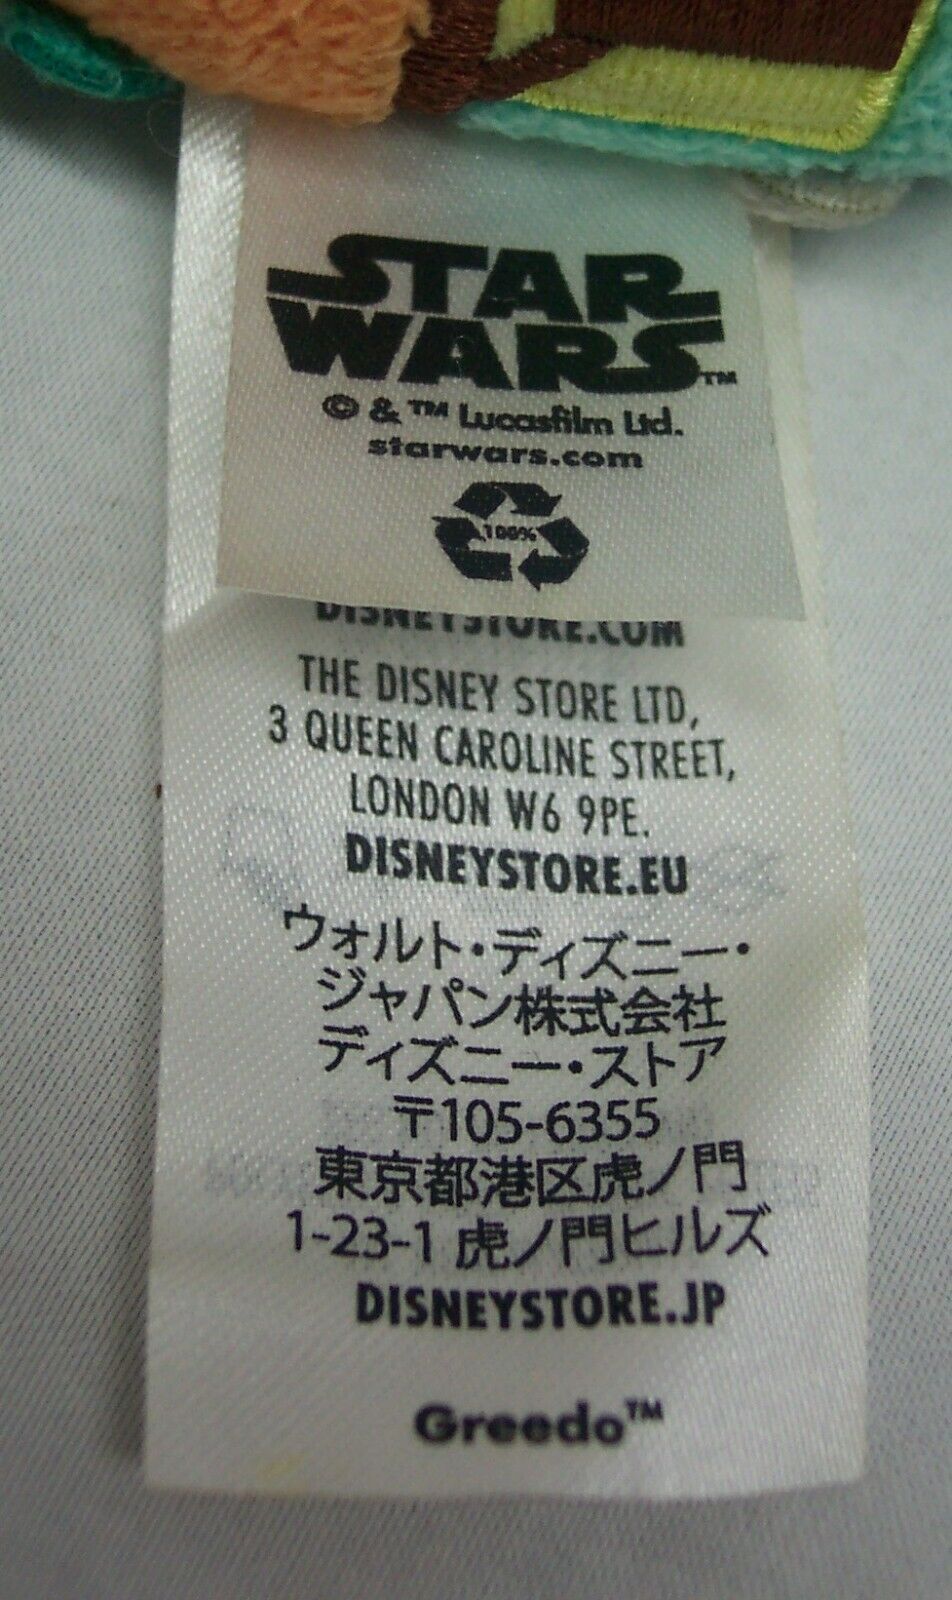 STAR
WARS™
© & ™ Lucasfilm Ltd.
starwars.com
100%
DISNEYSTORE.COM
THE DISNEY STORE LTD,
3 QUEEN CAROLINE STREET,
LONDON W6 9PE.
DISNEYSTORE.EU
ウォルト・ディズニー・
ジャパン株式会社
ディズニー・ストア
〒105-6355
東京都港区虎ノ門
1-23-1 虎ノ門ヒルズ
DISNEYSTORE.JP
Greedo™